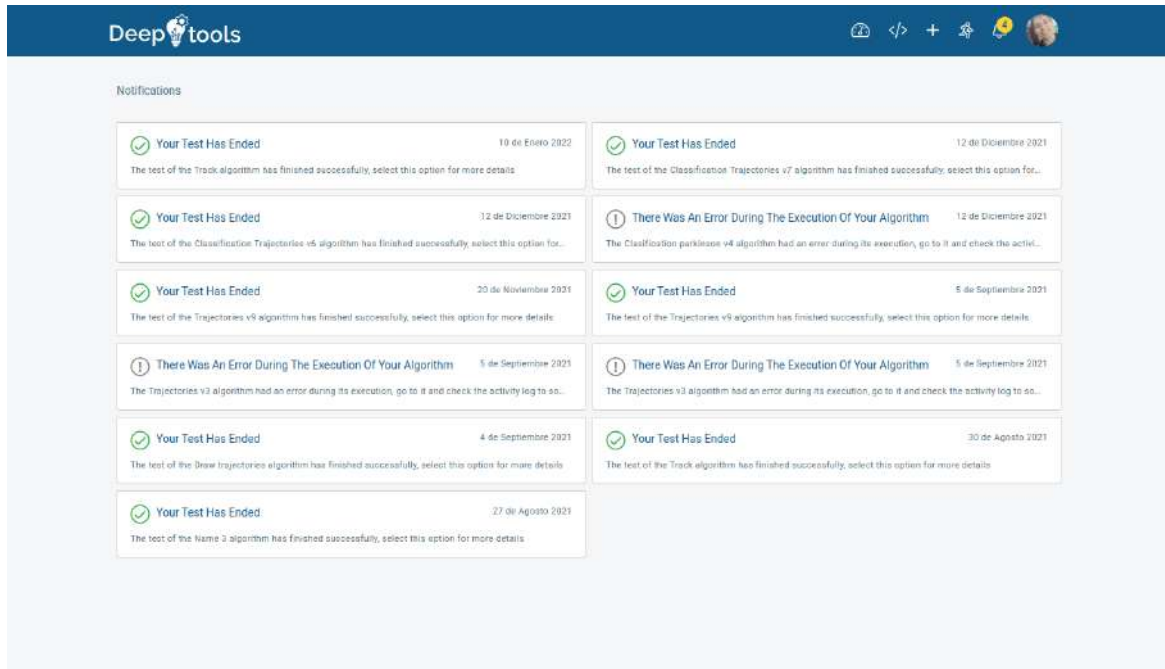 Deep tools
4
Notifications
Your Test Has Ended 10 de Enero 2022
The test of the Track algorithm has finished successfully, select this option for more details
Your Test Has Ended 12 de Diciembre 2021
The test of the Classification Trajectories v7 algorithm has finished successfully, select this option for...
Your Test Has Ended 12 de Diciembre 2021
The test of the Classification Trajectories v6 algorithm has finished successfully, select this option for...
There Was An Error During The Execution Of Your Algorithm 12 de Diciembre 2021
The Clasification parkinson v4 algorithm had an error during its execution, go to it and check the activi...
Your Test Has Ended 20 de Noviembre 2021
The test of the Trajectories v9 algorithm has finished successfully, select this option for more details
Your Test Has Ended 5 de Septiembre 2021
The test of the Trajectories v9 algorithm has finished successfully, select this option for more details
There Was An Error During The Execution Of Your Algorithm 5 de Septiembre 2021
The Trajectories v3 algorithm had an error during its execution, go to it and check the activity log to so...
There Was An Error During The Execution Of Your Algorithm 5 de Septiembre 2021
The Trajectories v3 algorithm had an error during its execution, go to it and check the activity log to so...
Your Test Has Ended 4 de Septiembre 2021
The test of the Draw trajectories algorithm has finished successfully, select this option for more details
Your Test Has Ended 30 de Agosto 2021
The test of the Track algorithm has finished successfully, select this option for more details
Your Test Has Ended 27 de Agosto 2021
The test of the Name 3 algorithm has finished successfully, select this option for more details